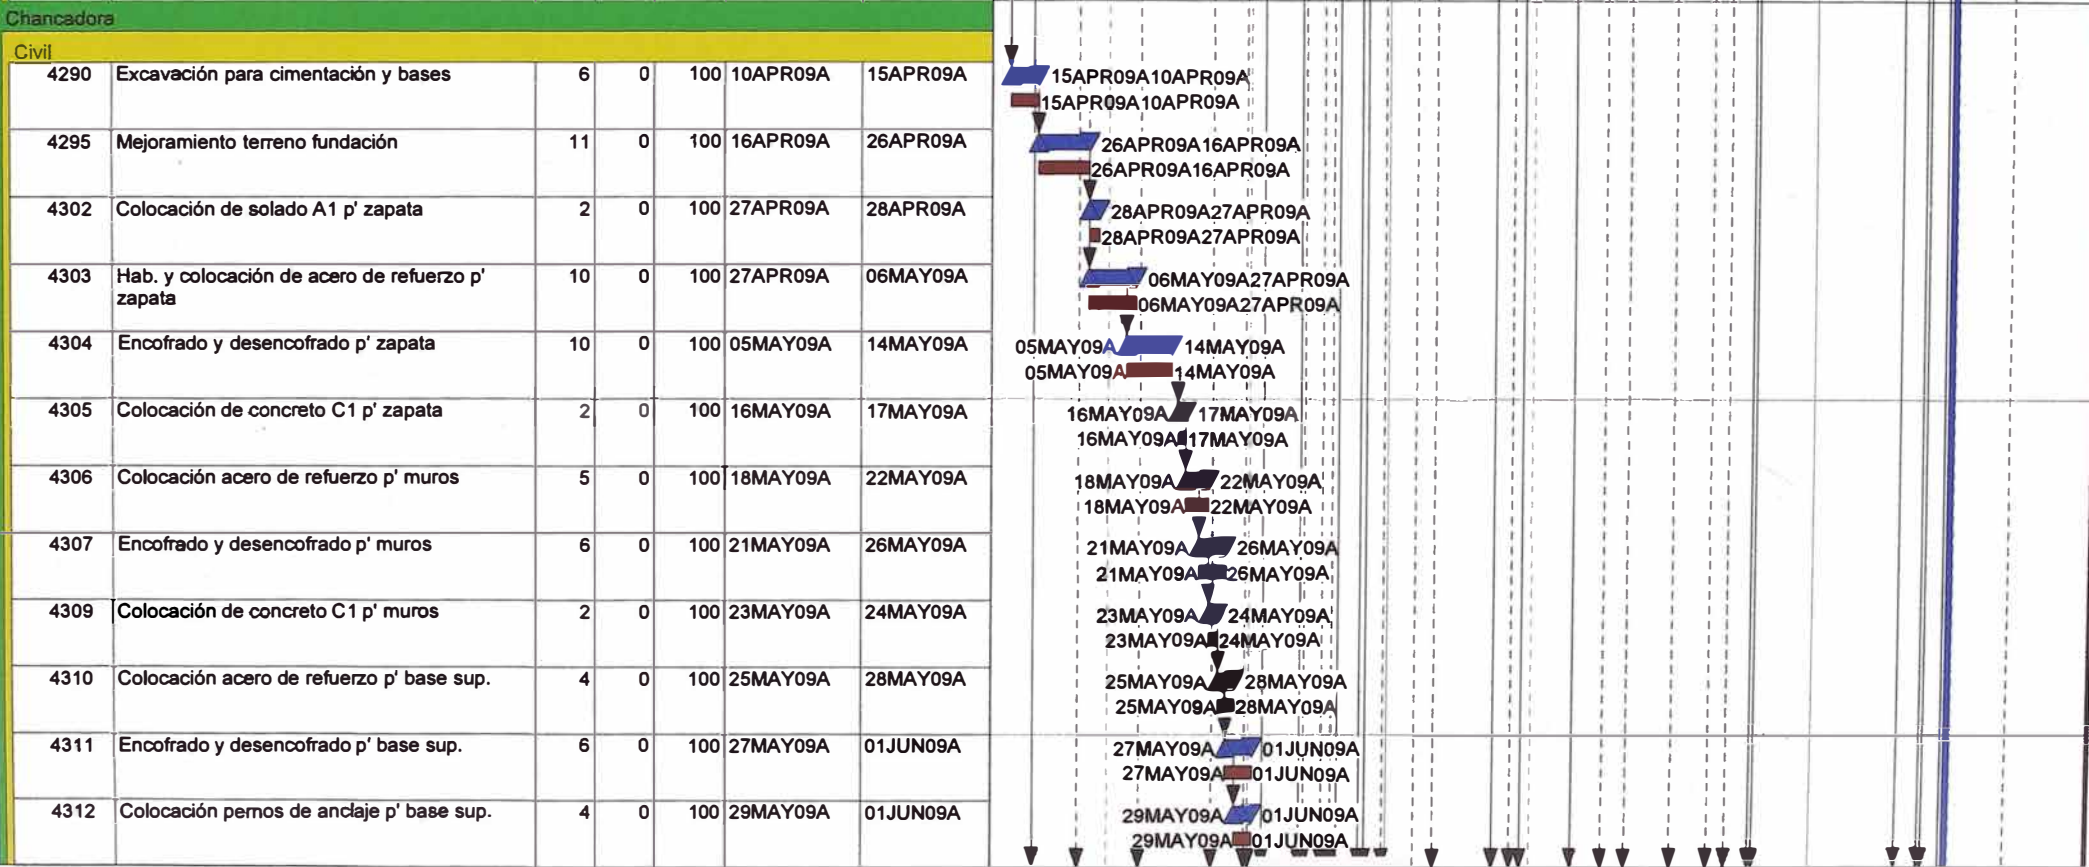 Chancadora
Civil
4290 Excavación para cimentación y bases 6 0 100 10APR09A 15APR09A 15APR09A10APR09A
15APR09A10APR09A
4295 Mejoramiento terreno fundación 11 0 100 16APR09A 26APR09A 26APR09A16APR09A
26APR09A16APR09A
4302 Colocación de solado A1 p' zapata 2 0 100 27APR09A 28APR09A 28APR09A27APR09A
28APR09A27APR09A
4303 Hab. y colocación de acero de refuerzo p' 10 0 100 27APR09A 06MAY09A 06MAY09A27APR09A
zapata 06MAY09A27APR09A
4304 Encofrado y desencofrado p' zapata 10 0 100 05MAY09A 14MAY09A 05MAY09A 14MAY09A
05MAY09A 14MAY09A
4305 Colocación de concreto C1 p' zapata 2 0 100 16MAY09A 17MAY09A 16MAY09A 17MAY09A
16MAY09A 17MAY09A
4306 Colocación acero de refuerzo p' muros 5 0 100 18MAY09A 22MAY09A 18MAY09A 22MAY09A
18MAY09A 22MAY09A
4307 Encofrado y desencofrado p' muros 6 0 100 21MAY09A 26MAY09A 21MAY09A 26MAY09A
21MAY09A 26MAY09A
4309 Colocación de concreto C1 p' muros 2 0 100 23MAY09A 24MAY09A 23MAY09A 24MAY09A
23MAY09A 24MAY09A
4310 Colocación acero de refuerzo p' base sup. 4 0 100 25MAY09A 28MAY09A 25MAY09A 28MAY09A
25MAY09A 28MAY09A
4311 Encofrado y desencofrado p' base sup. 6 0 100 27MAY09A 01JUN09A 27MAY09A 01JUN09A
27MAY09A 01JUN09A
4312 Colocación pernos de anclaje p' base sup. 4 0 100 29MAY09A 01JUN09A 29MAY09A 01JUN09A
29MAY09A 01JUN09A